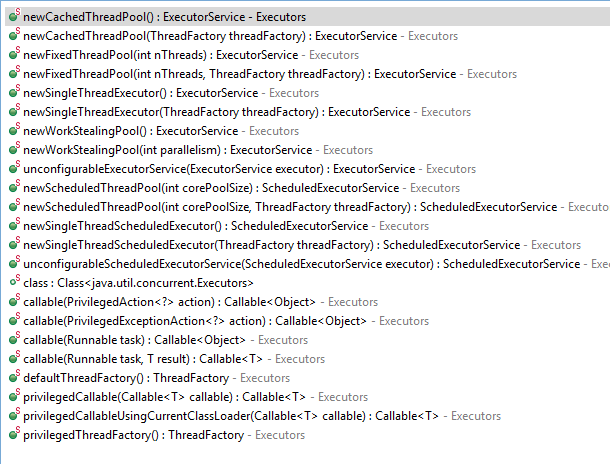 newCachedThreadPool() : ExecutorService - Executors
newCachedThreadPool(ThreadFactory threadFactory) : ExecutorService - Executors
newFixedThreadPool(int nThreads) : ExecutorService - Executors
newFixedThreadPool(int nThreads, ThreadFactory threadFactory) : ExecutorService - Executors
newSingleThreadExecutor() : ExecutorService - Executors
newSingleThreadExecutor(ThreadFactory threadFactory) : ExecutorService - Executors
newWorkStealingPool() : ExecutorService - Executors
newWorkStealingPool(int parallelism) : ExecutorService - Executors
unconfigurableExecutorService(ExecutorService executor) : ExecutorService - Executors
newScheduledThreadPool(int corePoolSize) : ScheduledExecutorService - Executors
newScheduledThreadPool(int corePoolSize, ThreadFactory threadFactory) : ScheduledExecutorService - Executo
newSingleThreadScheduledExecutor() : ScheduledExecutorService - Executors
newSingleThreadScheduledExecutor(ThreadFactory threadFactory) : ScheduledExecutorService - Executors
unconfigurableScheduledExecutorService(ScheduledExecutorService executor) : ScheduledExecutorService - Ex
class : Class<java.util.concurrent.Executors>
callable(PrivilegedAction<?> action) : Callable<Object> - Executors
callable(PrivilegedExceptionAction<?> action) : Callable<Object> - Executors
callable(Runnable task) : Callable<Object> - Executors
callable(Runnable task, T result) : Callable<T> - Executors
defaultThreadFactory() : ThreadFactory - Executors
privilegedCallable(Callable<T> callable) : Callable<T> - Executors
privilegedCallableUsingCurrentClassLoader(Callable<T> callable) : Callable<T> - Executors
privilegedThreadFactory() : ThreadFactory - Executors